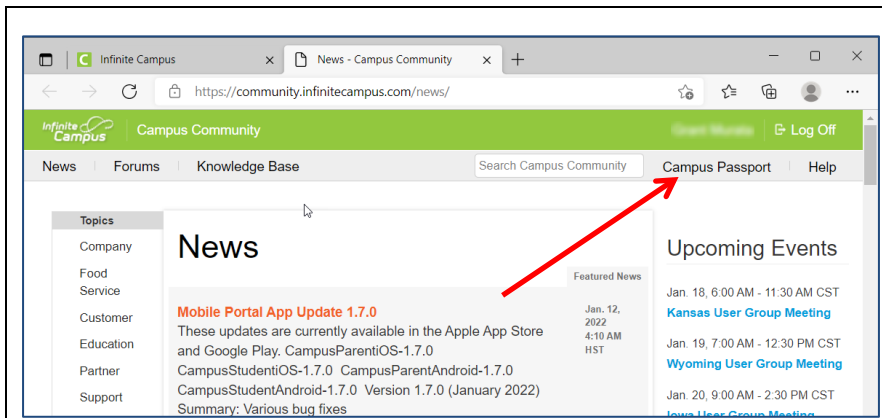 Infinite Campus
News - Campus Community
https://community.infinitecampus.com/news/
Infinite Campus
Campus Community
Log Off
News
Forums
Knowledge Base
Search Campus Community
Campus Passport
Help
Topics
Company
Food
Service
Customer
Education
Partner
Support
News
Featured News
Mobile Portal App Update 1.7.0
These updates are currently available in the Apple App Store
and Google Play. CampusParentiOS-1.7.0
CampusStudentiOS-1.7.0 CampusParentAndroid-1.7.0
CampusStudentAndroid-1.7.0 Version 1.7.0 (January 2022)
Summary: Various bug fixes
Jan. 12,
2022
4:10 AM
HST
Upcoming Events
Jan. 18, 6:00 AM - 11:30 AM CST
Kansas User Group Meeting
Jan. 19, 7:00 AM - 12:30 PM CST
Wyoming User Group Meeting
Jan. 20, 9:00 AM - 2:30 PM CST
Iowa User Group Meeting